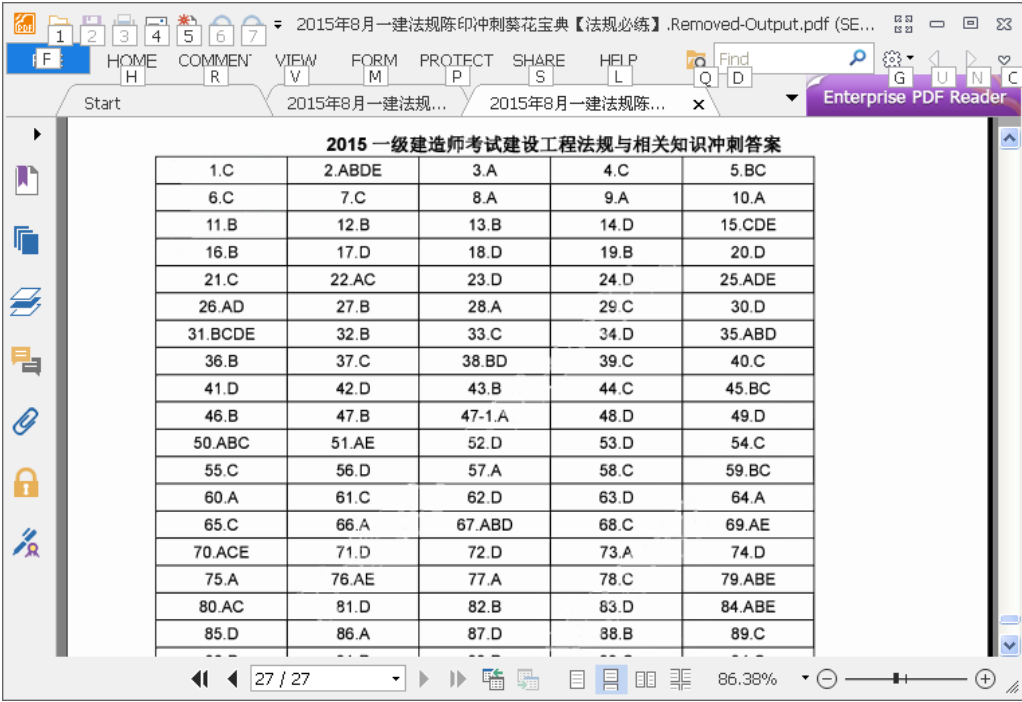 1 2 3 4 5 6 7 2015年8月一建法规陈印冲刺葵花宝典【法规必练】.Removed-Output.pdf (SE...
HOME COMMENT VIEW FORM PROTECT SHARE HELP Find
F H R V M P S L Q D G U N C
Start 2015年8月一建法规... 2015年8月一建法规陈... Enterprise PDF Reader
2015 一级建造师考试建设工程法规与相关知识冲刺答案
1.C 2.ABDE 3.A 4.C 5.BC
6.C 7.C 8.A 9.A 10.A
11.B 12.B 13.B 14.D 15.CDE
16.B 17.D 18.D 19.B 20.D
21.C 22.AC 23.D 24.D 25.ADE
26.AD 27.B 28.A 29.C 30.D
31.BCDE 32.B 33.C 34.D 35.ABD
36.B 37.C 38.BD 39.C 40.C
41.D 42.D 43.B 44.C 45.BC
46.B 47.B 47-1.A 48.D 49.D
50.ABC 51.AE 52.D 53.D 54.C
55.C 56.D 57.A 58.C 59.BC
60.A 61.C 62.D 63.D 64.A
65.C 66.A 67.ABD 68.C 69.AE
70.ACE 71.D 72.D 73.A 74.D
75.A 76.AE 77.A 78.C 79.ABE
80.AC 81.D 82.B 83.D 84.ABE
85.D 86.A 87.D 88.B 89.C
27 / 27 86.38%